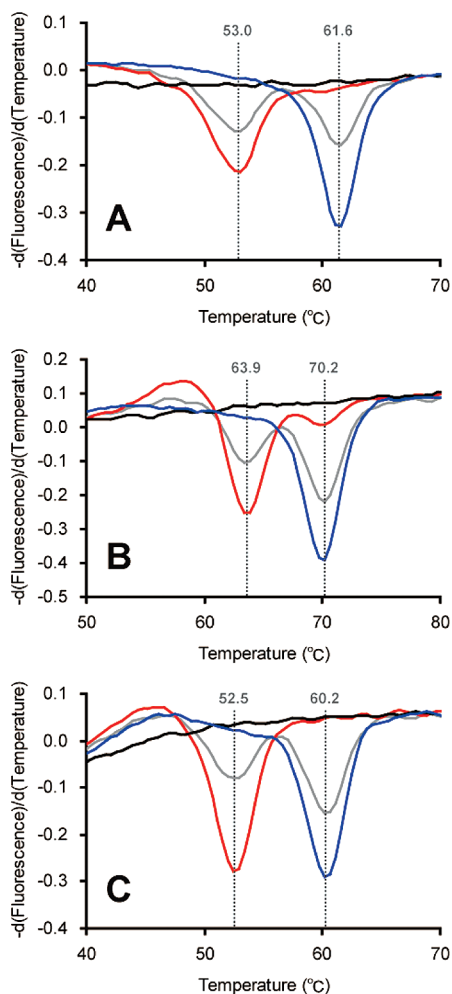 53.0 61.6
0.1
0.0
-0.1
-0.2
-0.3
-0.4
-d(Fluorescence)/d(Temperature)
A
40 50 60 70
Temperature (°C)
63.9 70.2
0.2
0.1
0.0
-0.1
-0.2
-0.3
-0.4
-0.5
-d(Fluorescence)/d(Temperature)
B
50 60 70 80
Temperature (°C)
52.5 60.2
0.1
0.0
-0.1
-0.2
-0.3
-0.4
-d(Fluorescence)/d(Temperature)
C
40 50 60 70
Temperature (°C)